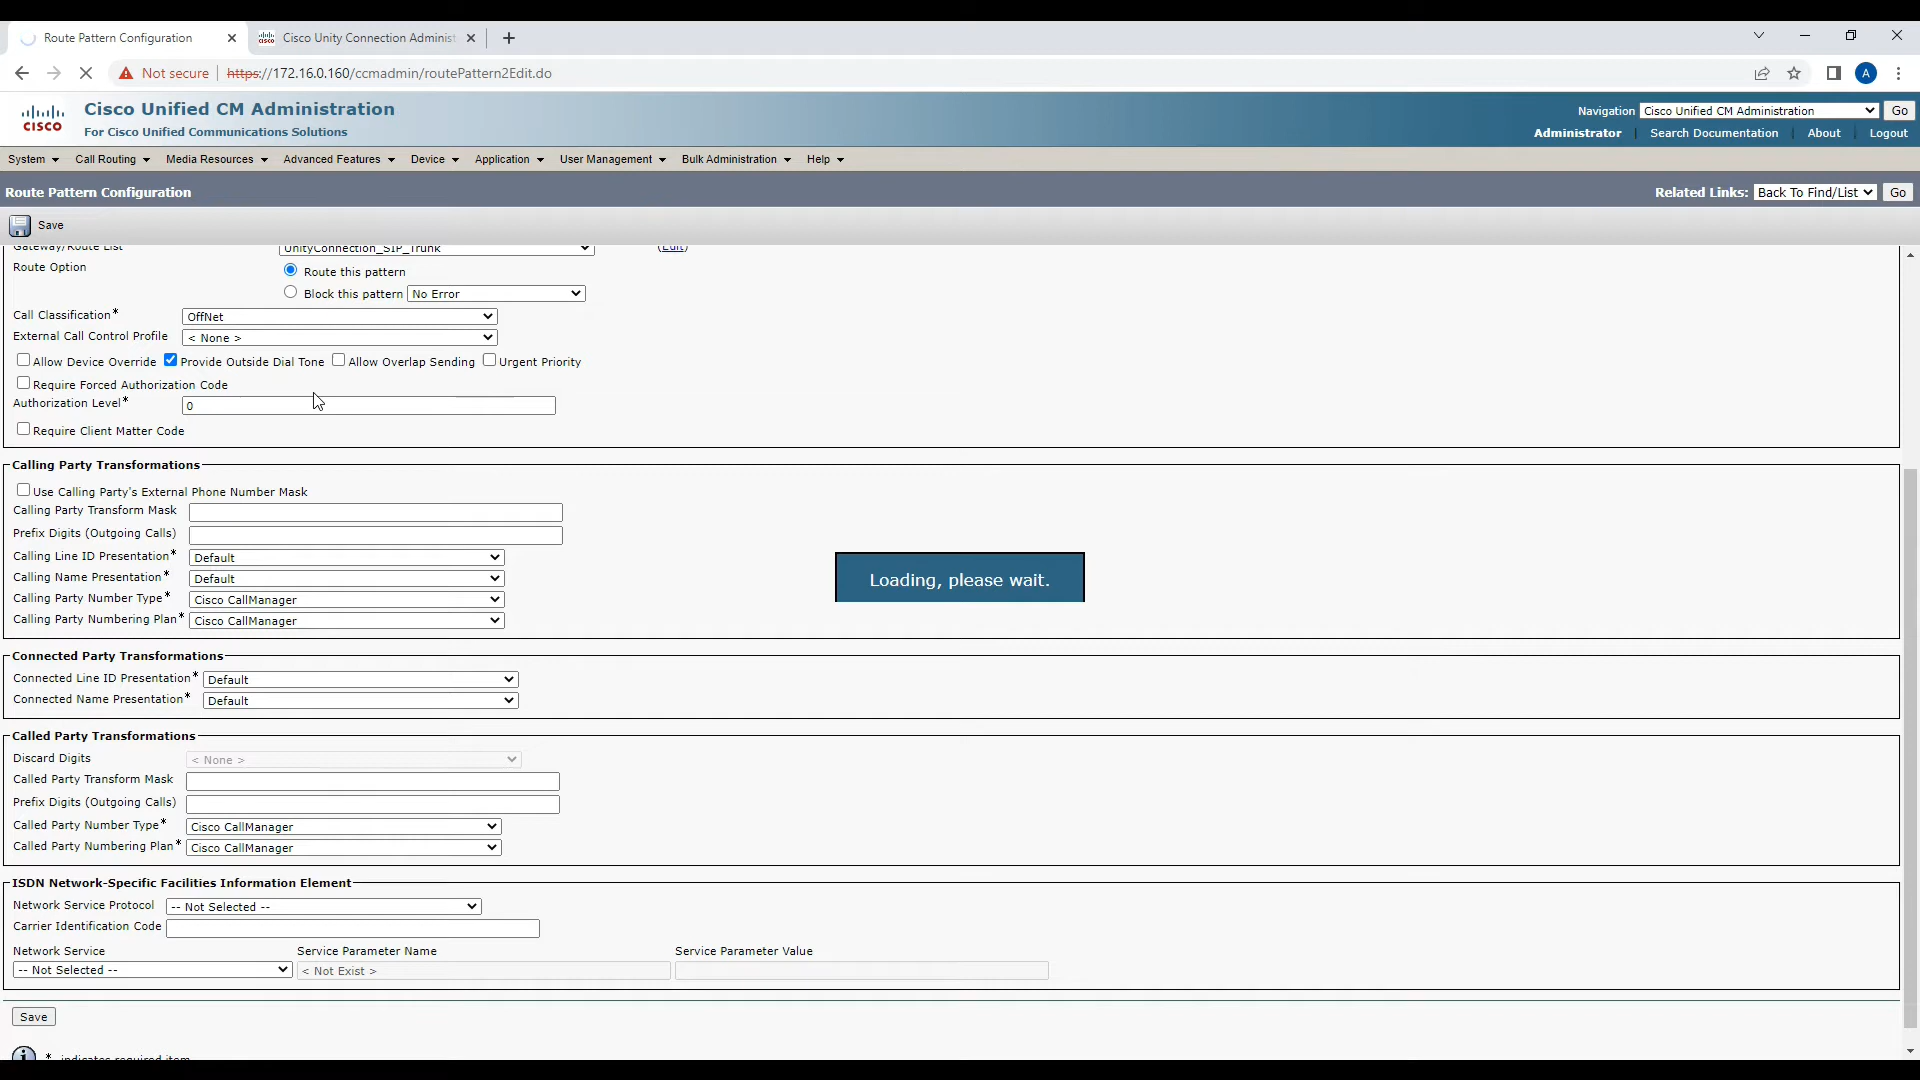 Route Pattern Configuration
Cisco Unity Connection Administ
Not secure https://172.16.0.160/ccmadmin/routePattern2Edit.do
A
CISCO
Cisco Unified CM Administration
For Cisco Unified Communications Solutions
Navigation Cisco Unified CM Administration Go
Administrator Search Documentation About Logout
System Call Routing Media Resources Advanced Features Device Application User Management Bulk Administration Help
Route Pattern Configuration
Related Links: Back To Find/List Go
Save
Gateway/Route List UnityConnection_SIP_Trunk (Edit)
Route Option Route this pattern
Block this pattern No Error
Call Classification* OffNet
External Call Control Profile < None >
Allow Device Override Provide Outside Dial Tone Allow Overlap Sending Urgent Priority
Require Forced Authorization Code
Authorization Level* 0
Require Client Matter Code
Calling Party Transformations
Use Calling Party's External Phone Number Mask
Calling Party Transform Mask
Prefix Digits (Outgoing Calls)
Calling Line ID Presentation* Default
Calling Name Presentation* Default
Calling Party Number Type* Cisco CallManager
Calling Party Numbering Plan* Cisco CallManager
Loading, please wait.
Connected Party Transformations
Connected Line ID Presentation* Default
Connected Name Presentation* Default
Called Party Transformations
Discard Digits < None >
Called Party Transform Mask
Prefix Digits (Outgoing Calls)
Called Party Number Type* Cisco CallManager
Called Party Numbering Plan* Cisco CallManager
ISDN Network-Specific Facilities Information Element
Network Service Protocol -- Not Selected --
Carrier Identification Code
Network Service Service Parameter Name Service Parameter Value
-- Not Selected -- < Not Exist >
Save
* indicates required item